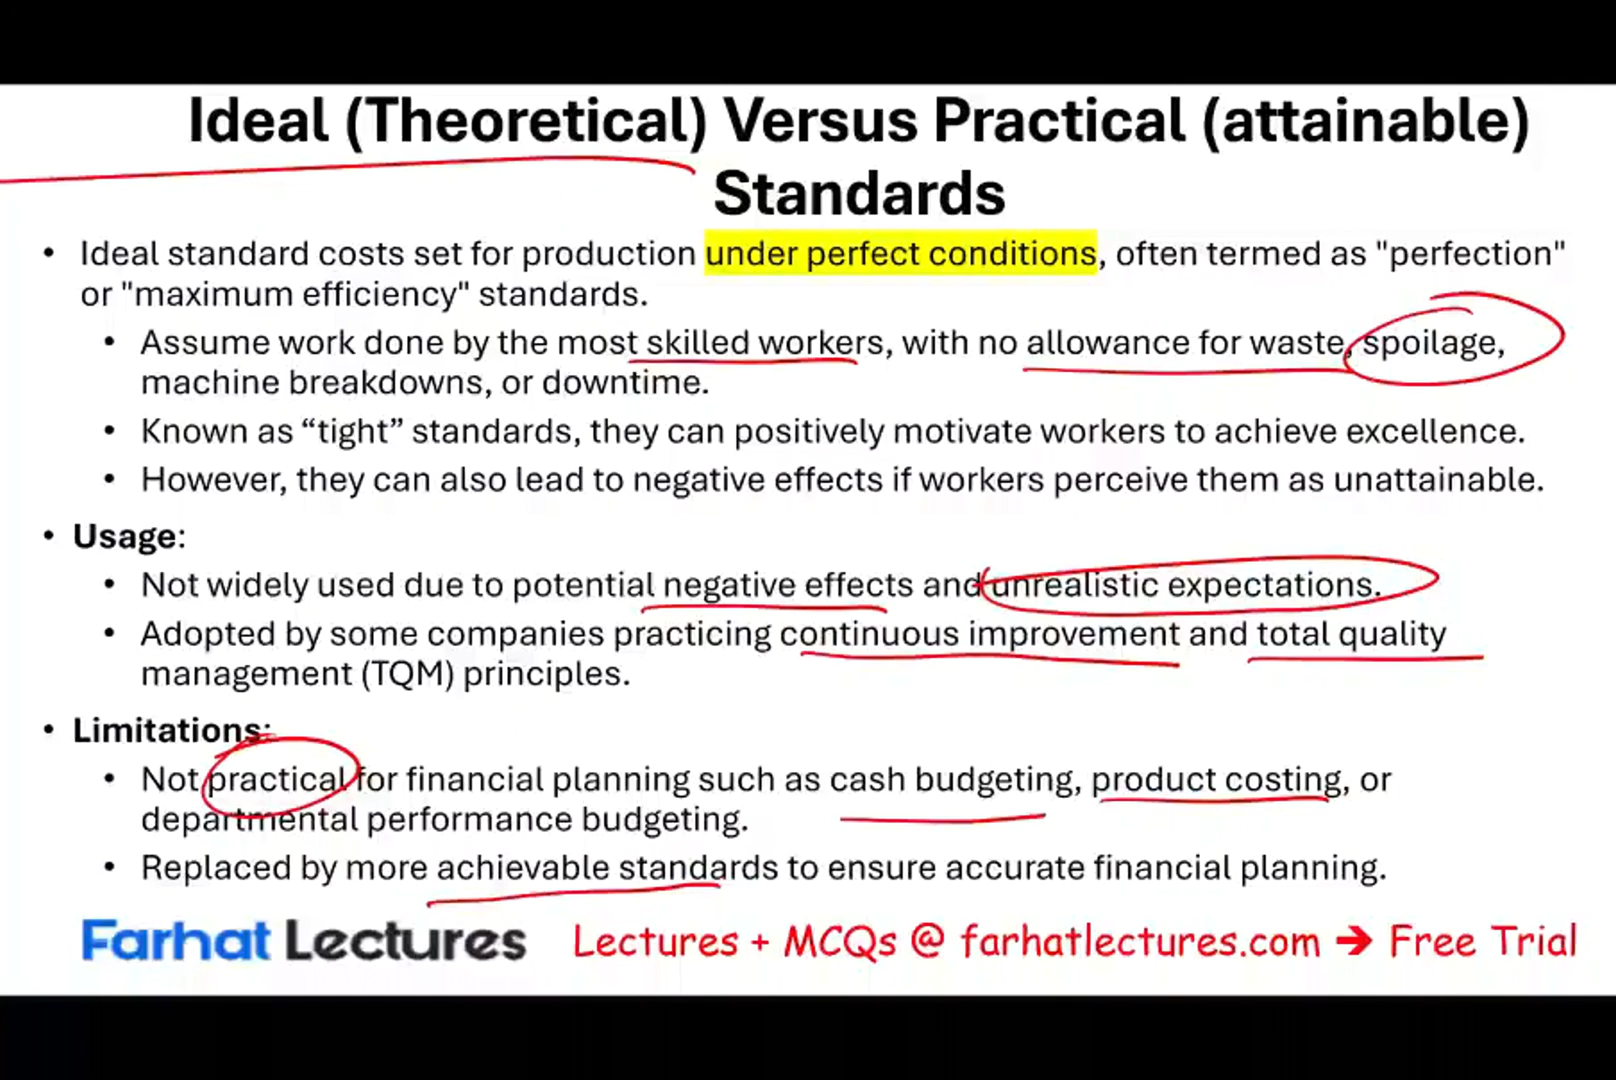 Ideal (Theoretical) Versus Practical (attainable)
Standards
• Ideal standard costs set for production under perfect conditions, often termed as "perfection"
or "maximum efficiency" standards.
• Assume work done by the most skilled workers, with no allowance for waste, spoilage,
machine breakdowns, or downtime.
• Known as “tight” standards, they can positively motivate workers to achieve excellence.
• However, they can also lead to negative effects if workers perceive them as unattainable.
• Usage:
• Not widely used due to potential negative effects and unrealistic expectations.
• Adopted by some companies practicing continuous improvement and total quality
management (TQM) principles.
• Limitations:
• Not practical for financial planning such as cash budgeting, product costing, or
departmental performance budgeting.
• Replaced by more achievable standards to ensure accurate financial planning.
Farhat Lectures Lectures + MCQs @ farhatlectures.com → Free Trial